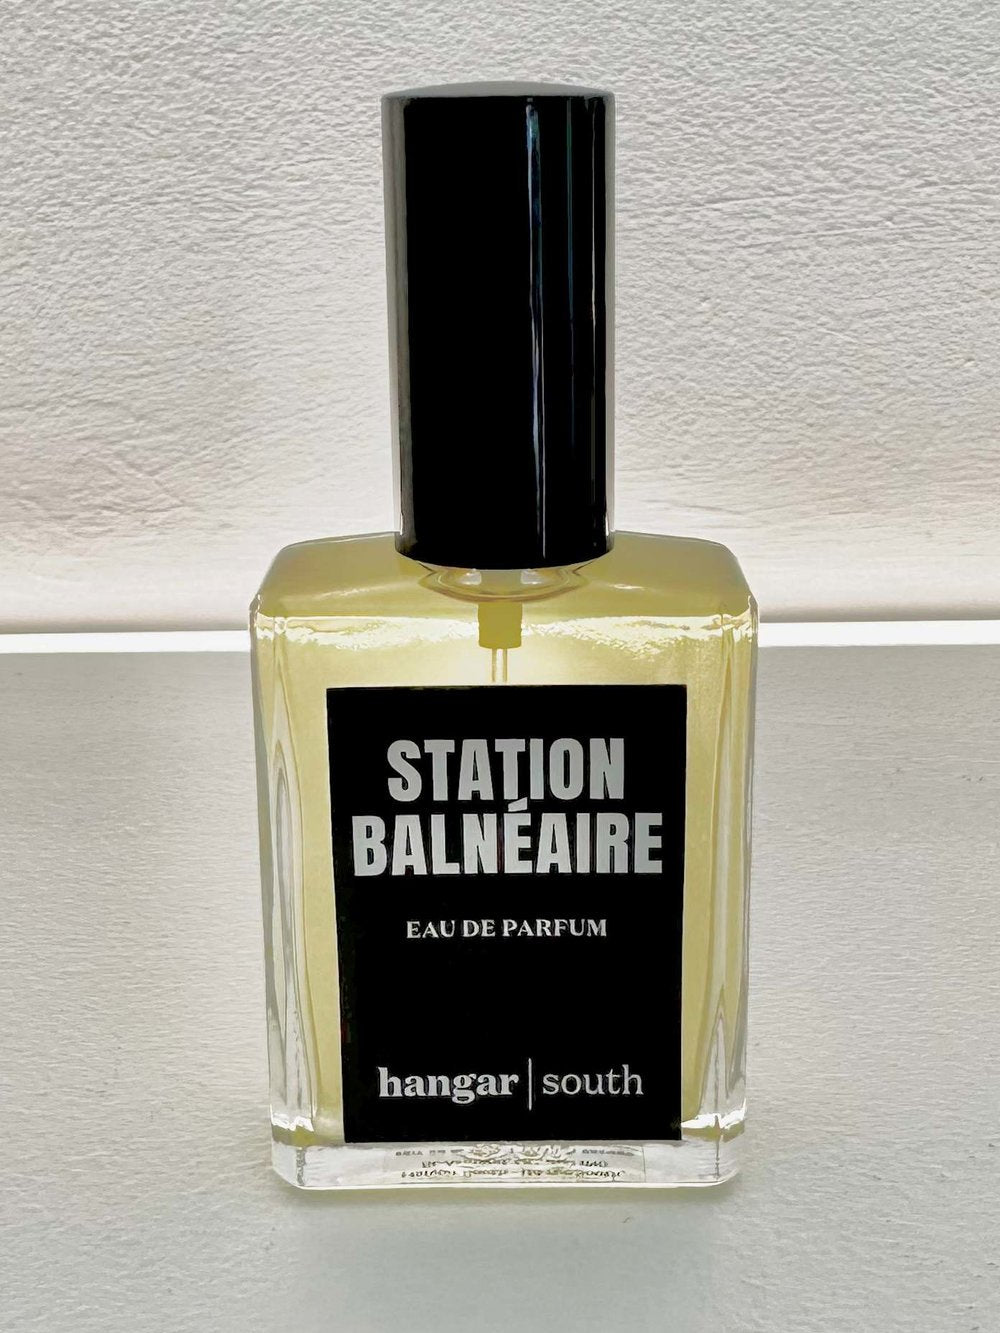 STATION
BALNÉAIRE
EAU DE PARFUM
hangar | south